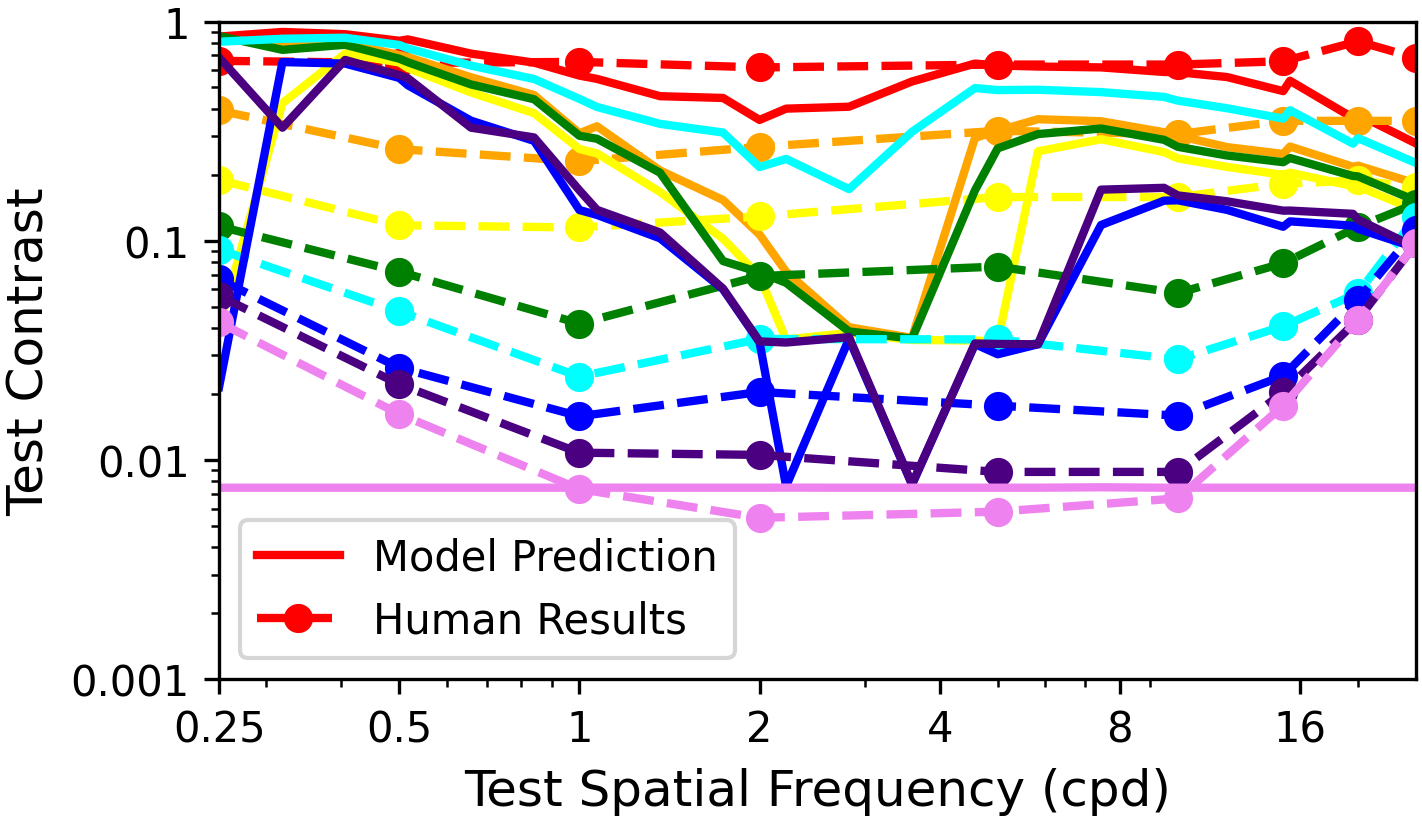 1
0.1
0.01
0.001
Test Contrast
Model Prediction
Human Results
0.25 0.5 1 2 4 8 16
Test Spatial Frequency (cpd)